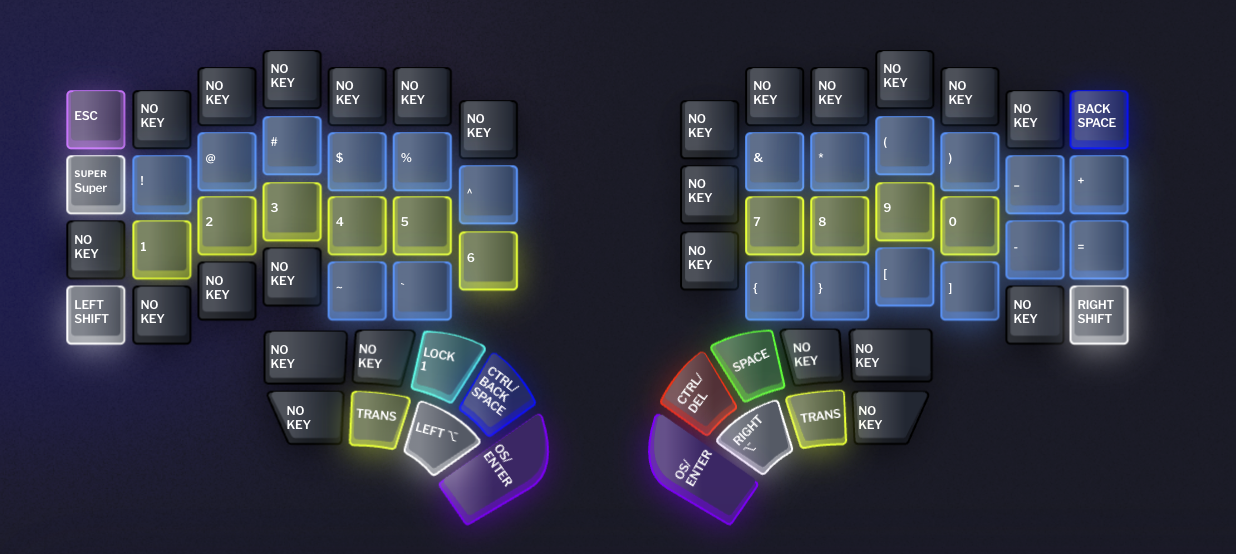 ESC
NO
KEY
NO
KEY
NO
KEY
NO
KEY
NO
KEY
NO
KEY
SUPER
Super
!
@
#
$
%
^
NO
KEY
1
2
3
4
5
6
LEFT
SHIFT
NO
KEY
NO
KEY
NO
KEY
~
`
NO
KEY
NO
KEY
LOCK
1
CTRL/
BACK
SPACE
NO
KEY
TRANS
LEFT ⌥
OS/
ENTER
NO
KEY
NO
KEY
NO
KEY
NO
KEY
NO
KEY
NO
KEY
BACK
SPACE
NO
KEY
&
*
(
)
_
+
NO
KEY
7
8
9
0
-
=
{
}
[
]
NO
KEY
RIGHT
SHIFT
CTRL/
DEL
SPACE
NO
KEY
NO
KEY
OS/
ENTER
RIGHT
⌥
TRANS
NO
KEY